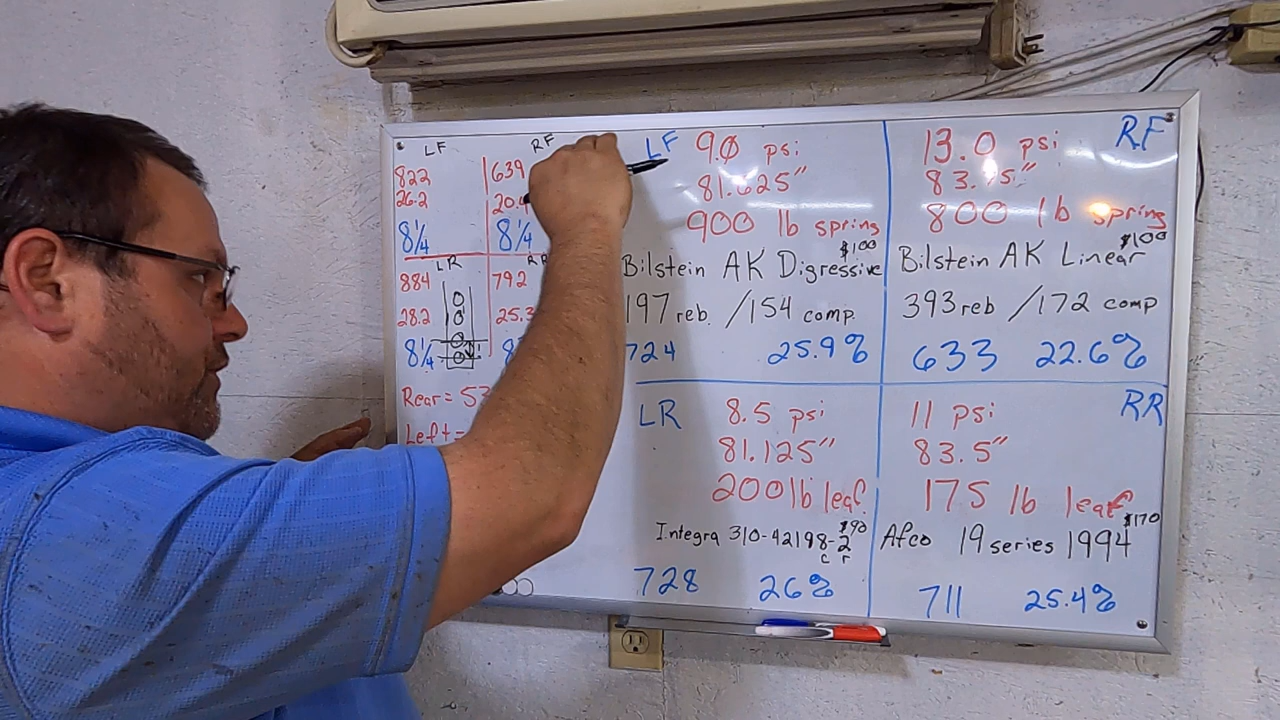 LF RF
822 639
26.2
8 1/4 8 1/4
LR
884 792
28.2 25.3
8 1/4
Rear =
Left =
LF 9.0 psi
81.625"
900 lb spring
$100
Bilstein AK Digressive
197 reb. /154 comp.
724 25.9%
13.0 psi RF
800 lb spring
$100
Bilstein AK Linear
393 reb /172 comp
633 22.6%
LR 8.5 psi
81.125"
200 lb leaf
$90
Integra 310-42198-2
c r
728 26%
11 psi RR
83.5"
175 lb leaf
$170
Afco 19 series 1994
711 25.4%